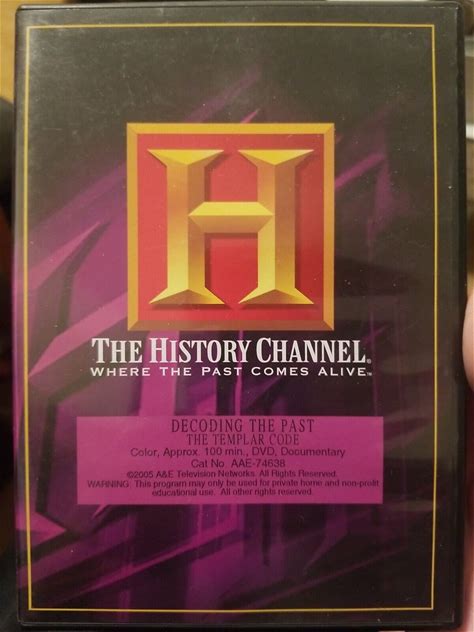 H
THE HISTORY CHANNEL®
WHERE THE PAST COMES ALIVE™
DECODING THE PAST
THE TEMPLAR CODE
Color, Approx. 100 min., DVD, Documentary
Cat No. AAE-74638
©2005 A&E Television Networks. All Rights Reserved.
WARNING: This program may only be used for private home and non-profit
educational use. All other rights reserved.